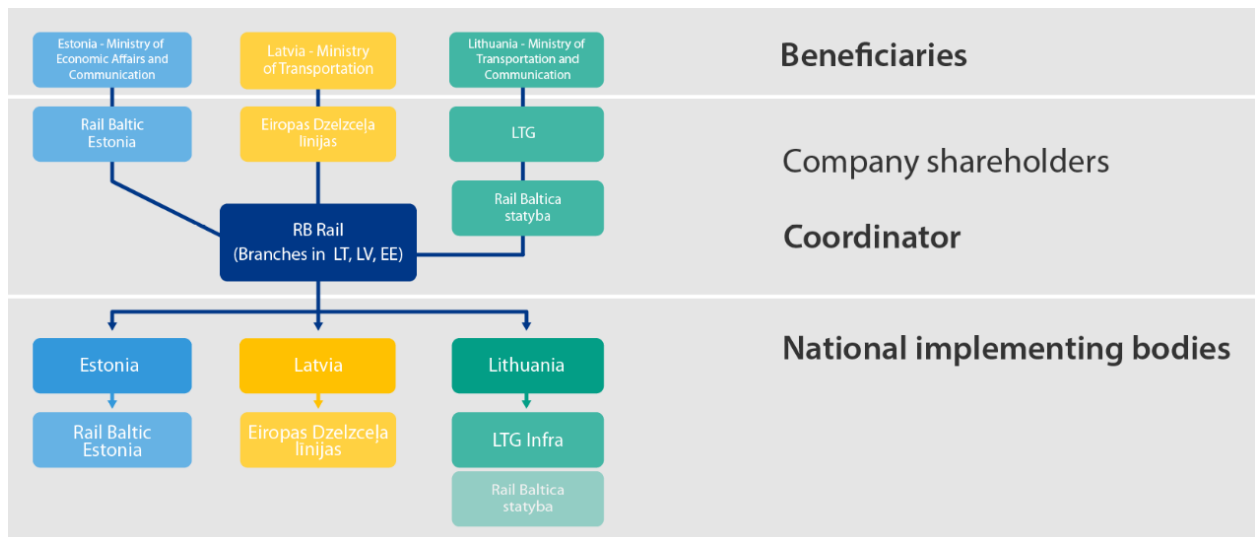 Estonia - Ministry of
Economic Affairs and
Communication
Latvia - Ministry
of Transportation
Lithuania - Ministry of
Transportation and
Communication
Beneficiaries
Rail Baltic
Estonia
Eiropas Dzelzceļa
līnijas
LTG
Company shareholders
Rail Baltica
statyba
RB Rail
(Branches in LT, LV, EE)
Coordinator
Estonia
Latvia
Lithuania
National implementing bodies
Rail Baltic
Estonia
Eiropas Dzelzceļa
līnijas
LTG Infra
Rail Baltica
statyba